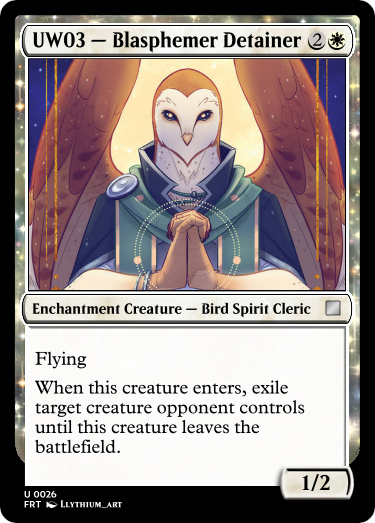 UW03 — Blasphemer Detainer 2
Enchantment Creature — Bird Spirit Cleric
Flying
When this creature enters, exile
target creature opponent controls
until this creature leaves the
battlefield.
1/2
U 0026
FRT Llythium_art